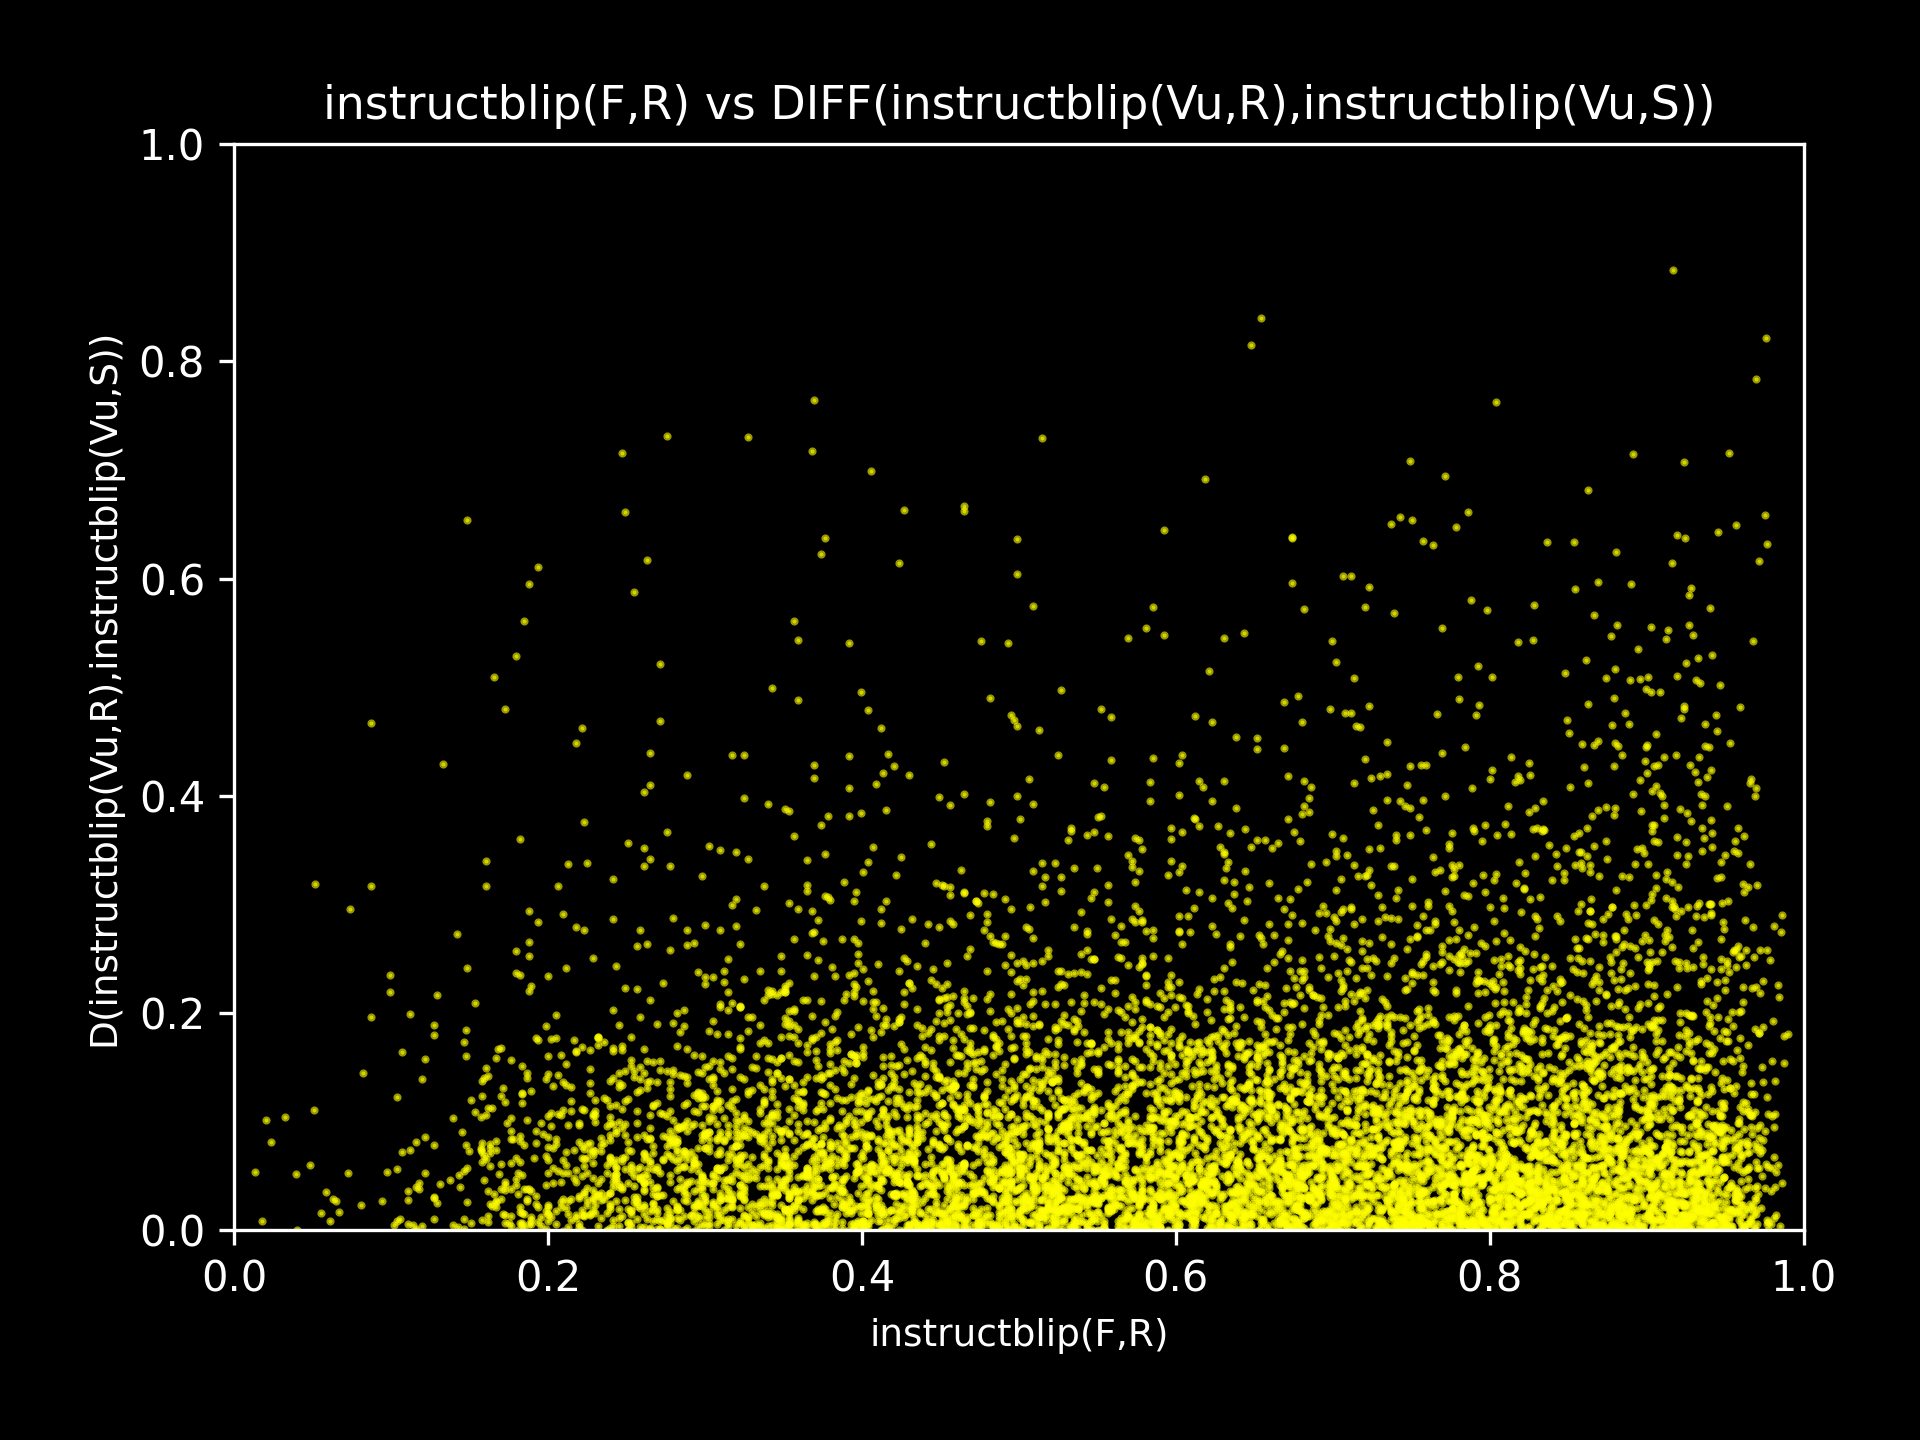 instructblip(F,R) vs DIFF(instructblip(Vu,R),instructblip(Vu,S))
D(instructblip(Vu,R),instructblip(Vu,S))
1.0
0.8
0.6
0.4
0.2
0.0
0.0 0.2 0.4 0.6 0.8 1.0
instructblip(F,R)